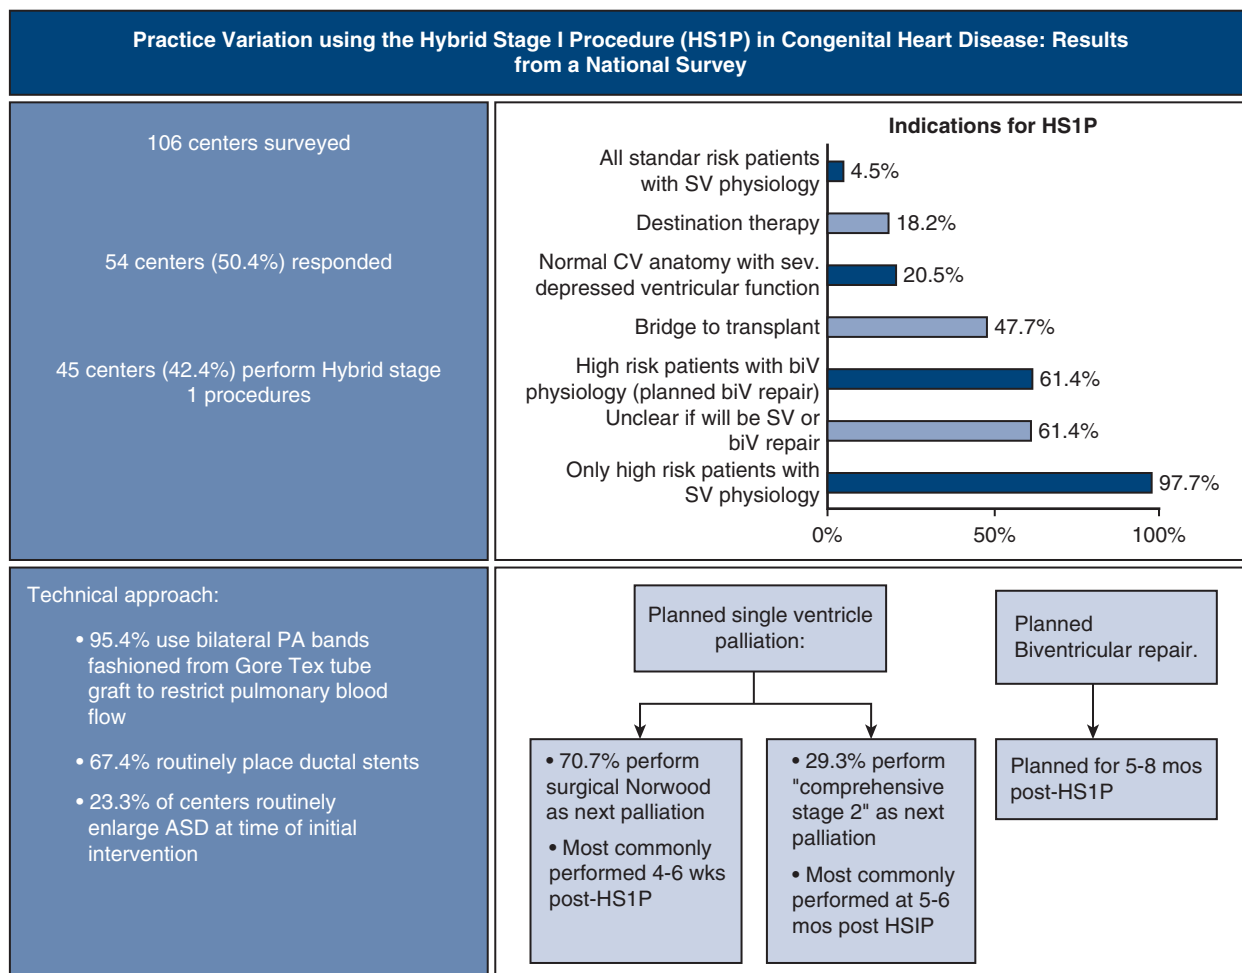 Practice Variation using the Hybrid Stage I Procedure (HS1P) in Congenital Heart Disease: Results
from a National Survey
106 centers surveyed
54 centers (50.4%) responded
45 centers (42.4%) perform Hybrid stage
1 procedures
Indications for HS1P
All standar risk patients
with SV physiology
4.5%
Destination therapy
18.2%
Normal CV anatomy with sev.
depressed ventricular function
20.5%
Bridge to transplant
47.7%
High risk patients with biV
physiology (planned biV repair)
61.4%
Unclear if will be SV or
biV repair
61.4%
Only high risk patients with
SV physiology
97.7%
0%
50%
100%
Technical approach:
• 95.4% use bilateral PA bands
fashioned from Gore Tex tube
graft to restrict pulmonary blood
flow
• 67.4% routinely place ductal stents
• 23.3% of centers routinely
enlarge ASD at time of initial
intervention
Planned single ventricle
palliation:
• 70.7% perform
surgical Norwood
as next palliation
• Most commonly
performed 4-6 wks
post-HS1P
• 29.3% perform
"comprehensive
stage 2" as next
palliation
• Most commonly
performed at 5-6
mos post HSIP
Planned
Biventricular repair.
Planned for 5-8 mos
post-HS1P